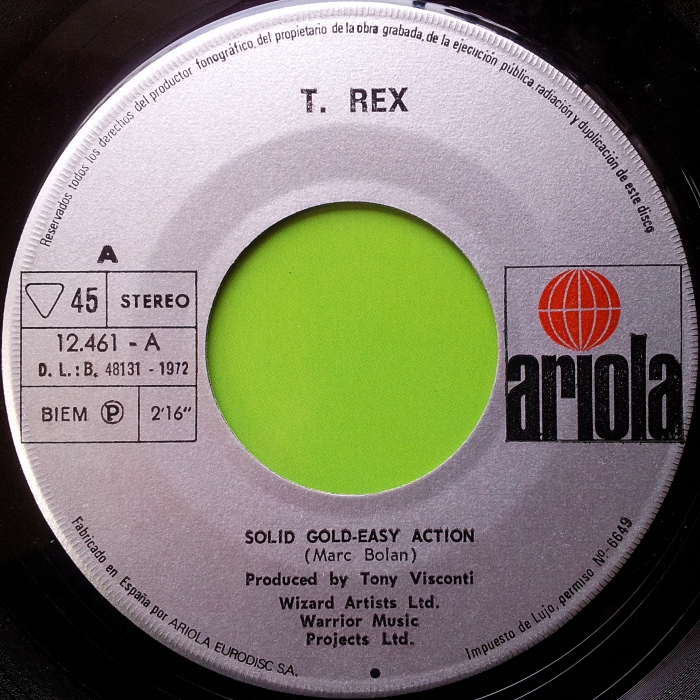 Reservados todos los derechos del productor fonográfico, del propietario de la obra grabada, de la ejecución pública, radiación y duplicación de este disco
T. REX
A
45 STEREO
12.461 - A
D. L.: B. 48131 - 1972
BIEM P 2'16"
ariola
SOLID GOLD-EASY ACTION
(Marc Bolan)
Produced by Tony Visconti
Wizard Artists Ltd.
Warrior Music
Projects Ltd.
Fabricado en España por ARIOLA EURODISC S.A.
Impuesto de Lujo, permiso Nº-6649